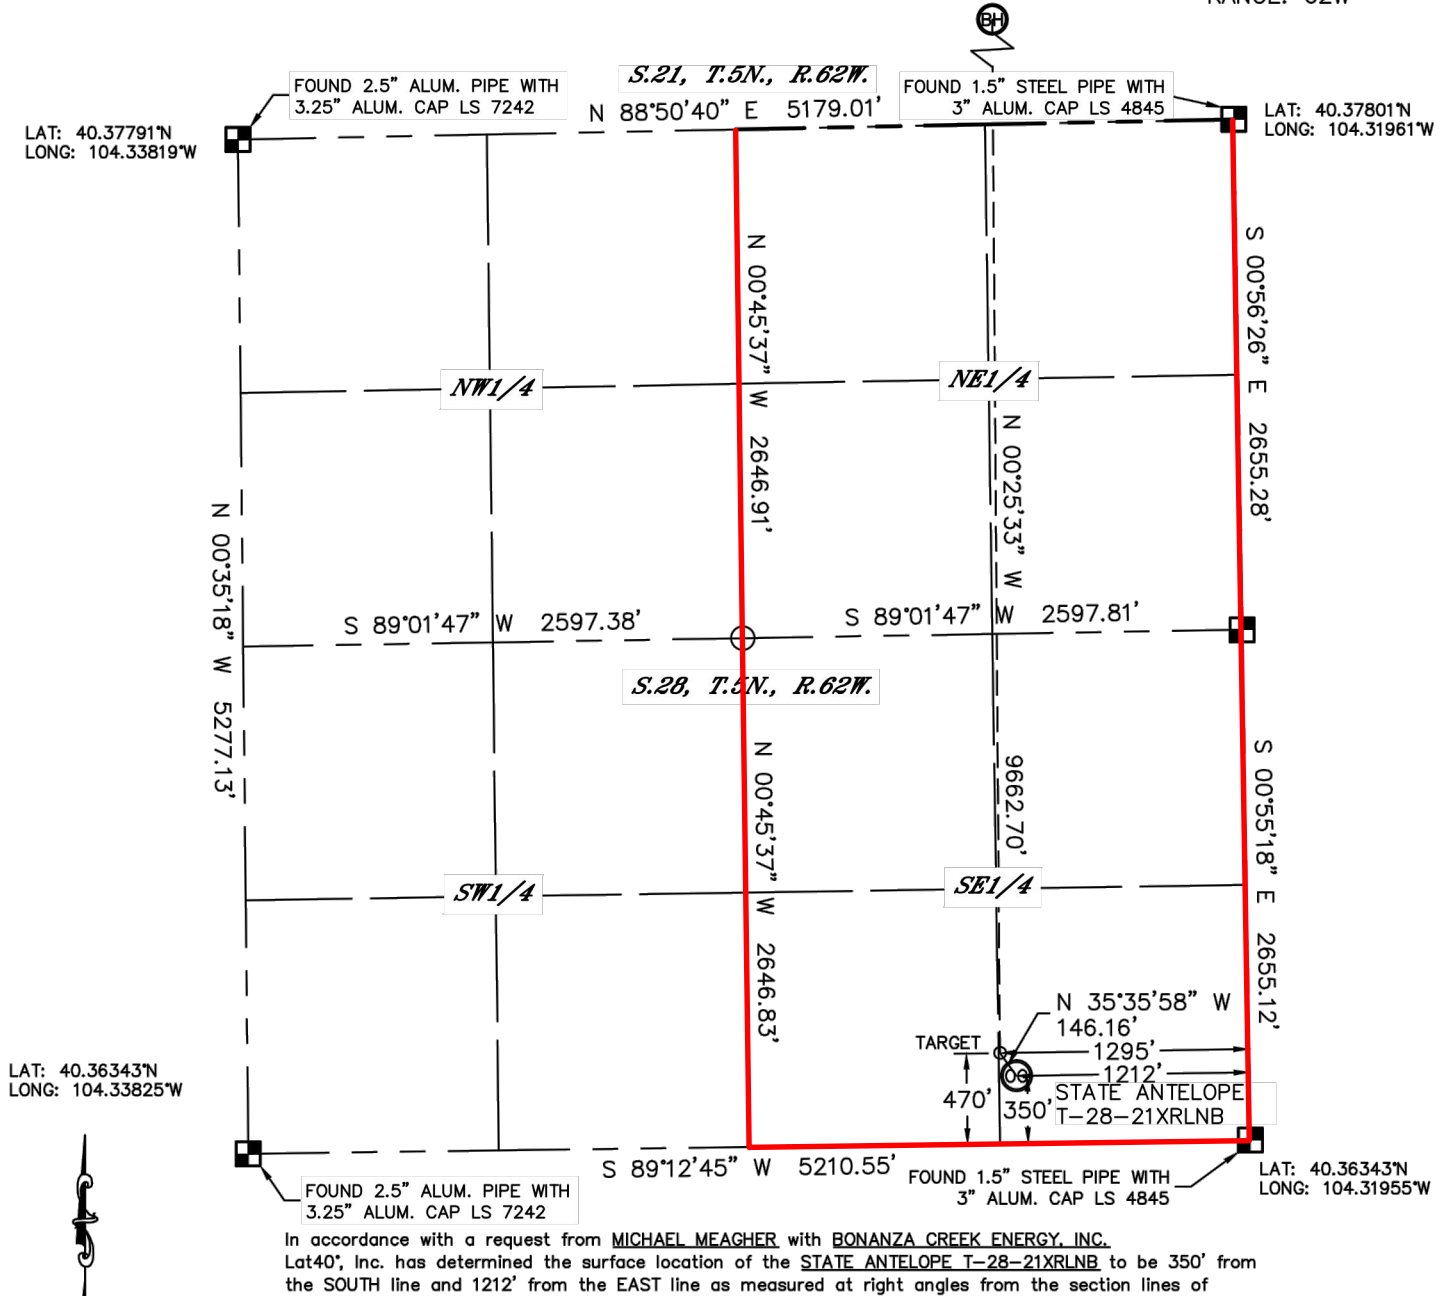 RANGE: 62W
BH
S.21, T.5N., R.62W.
FOUND 2.5" ALUM. PIPE WITH
3.25" ALUM. CAP LS 7242
FOUND 1.5" STEEL PIPE WITH
3" ALUM. CAP LS 4845
N 88°50'40" E 5179.01'
LAT: 40.37791°N
LONG: 104.33819°W
LAT: 40.37801°N
LONG: 104.31961°W
N 00°45'37" W 2646.91'
S 00°56'26" E 2655.28'
NW1/4
NE1/4
N 00°25'33" W 9662.70'
N 00°35'18" W 5277.13'
S 89°01'47" W 2597.38'
S 89°01'47" W 2597.81'
S.28, T.5N., R.62W.
N 00°45'37" W 2646.83'
S 00°55'18" E 2655.12'
SW1/4
SE1/4
N 35°35'58" W
146.16'
TARGET
1295'
1212'
470'
350'
STATE ANTELOPE
T-28-21XRLNB
LAT: 40.36343°N
LONG: 104.33825°W
S 89°12'45" W 5210.55'
FOUND 2.5" ALUM. PIPE WITH
3.25" ALUM. CAP LS 7242
FOUND 1.5" STEEL PIPE WITH
3" ALUM. CAP LS 4845
LAT: 40.36343°N
LONG: 104.31955°W
In accordance with a request from MICHAEL MEAGHER with BONANZA CREEK ENERGY, INC.
Lat40°, Inc. has determined the surface location of the STATE ANTELOPE T-28-21XRLNB to be 350' from
the SOUTH line and 1212' from the EAST line as measured at right angles from the section lines of